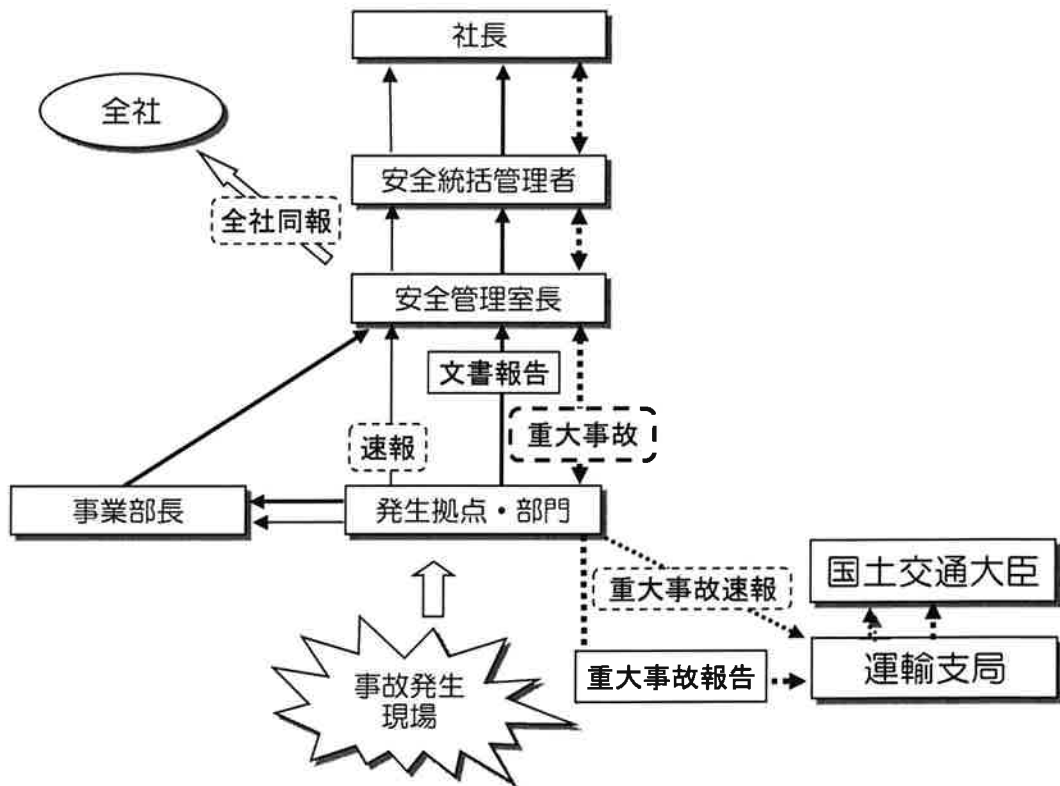 社長
全社
安全統括管理者
全社同報
安全管理室長
文書報告
速報
重大事故
事業部長
発生拠点・部門
重大事故速報
国土交通大臣
運輸支局
重大事故報告
事故発生
現場